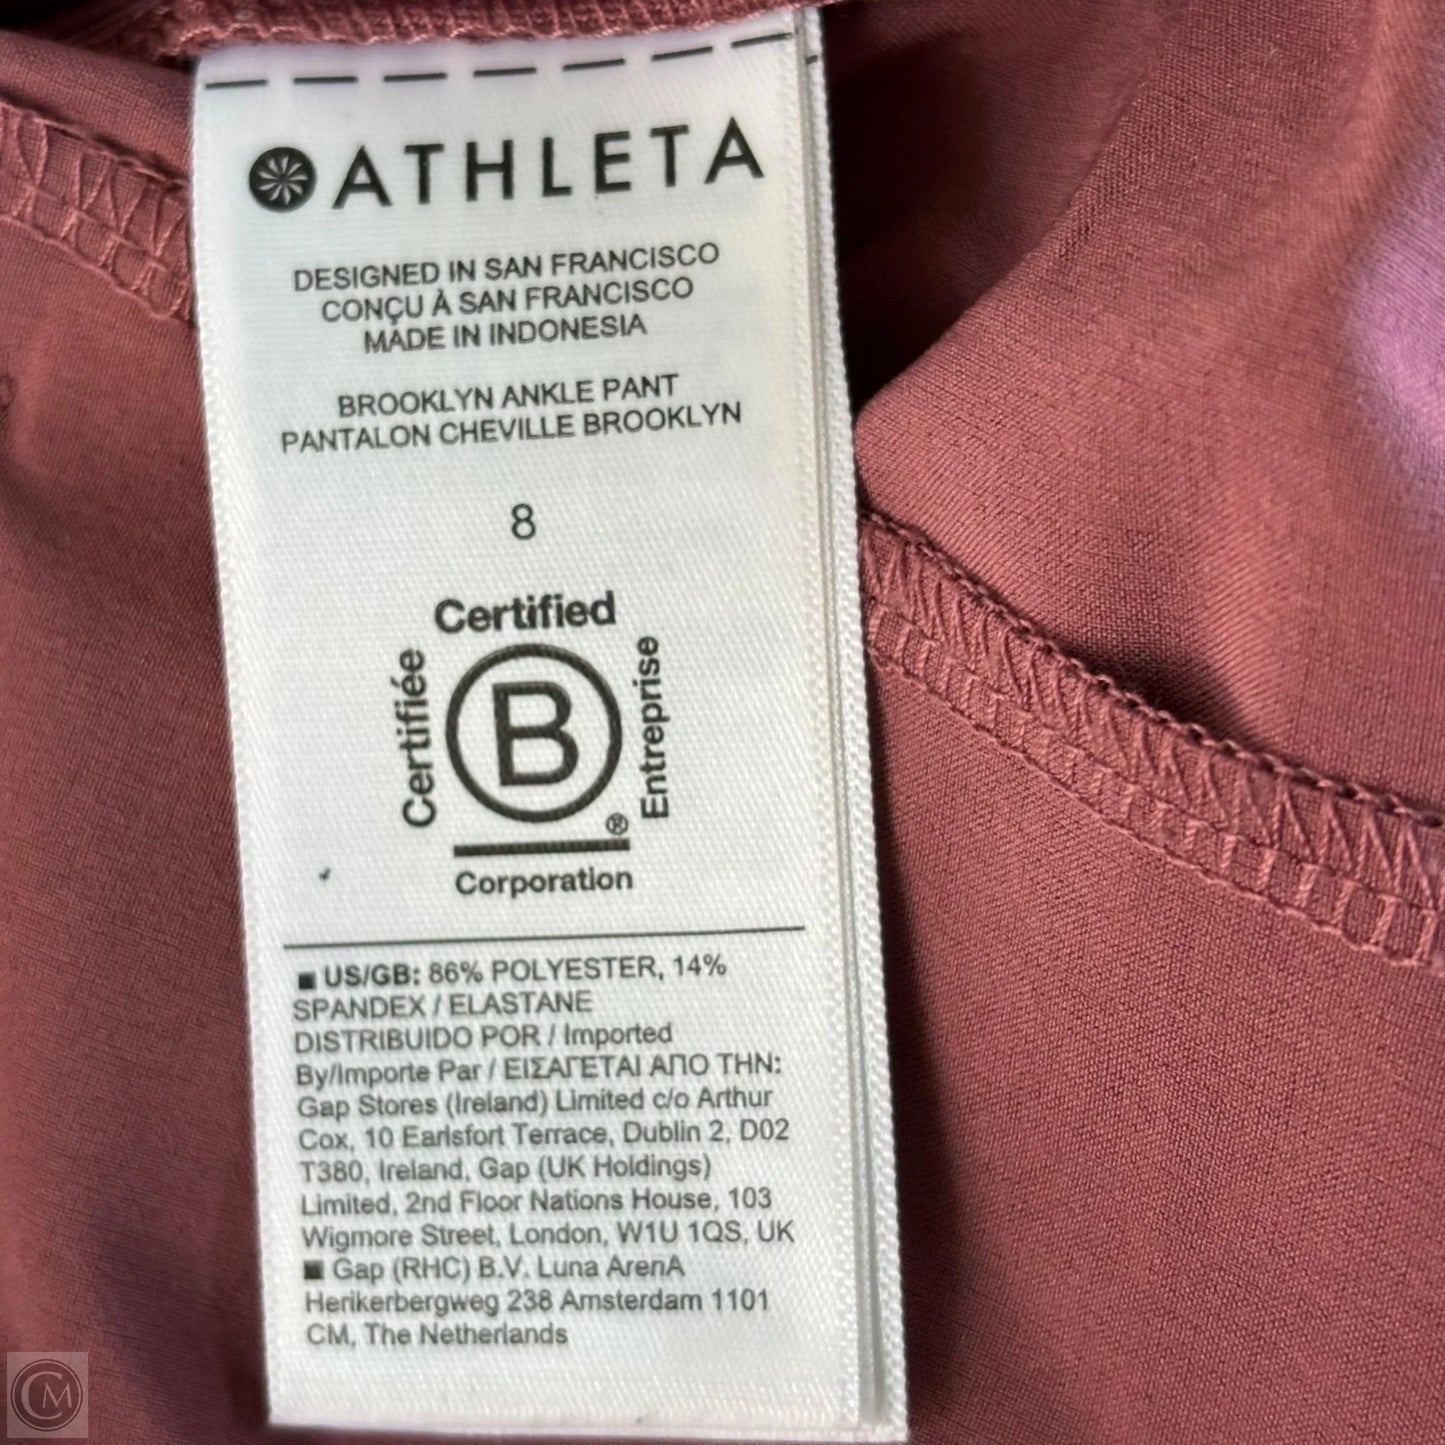 ATHLETA
DESIGNED IN SAN FRANCISCO
CONÇU À SAN FRANCISCO
MADE IN INDONESIA
BROOKLYN ANKLE PANT
PANTALON CHEVILLE BROOKLYN
8
Certified
Certifiée
B
Entreprise
®
Corporation
■ US/GB: 86% POLYESTER, 14%
SPANDEX / ELASTANE
DISTRIBUIDO POR / Imported
By/Importe Par / ΕΙΣΑΓΕΤΑΙ ΑΠΟ ΤΗΝ:
Gap Stores (Ireland) Limited c/o Arthur
Cox, 10 Earlsfort Terrace, Dublin 2, D02
T380, Ireland, Gap (UK Holdings)
Limited, 2nd Floor Nations House, 103
Wigmore Street, London, W1U 1QS, UK
■ Gap (RHC) B.V. Luna ArenA
Herikerbergweg 238 Amsterdam 1101
CM, The Netherlands
CM